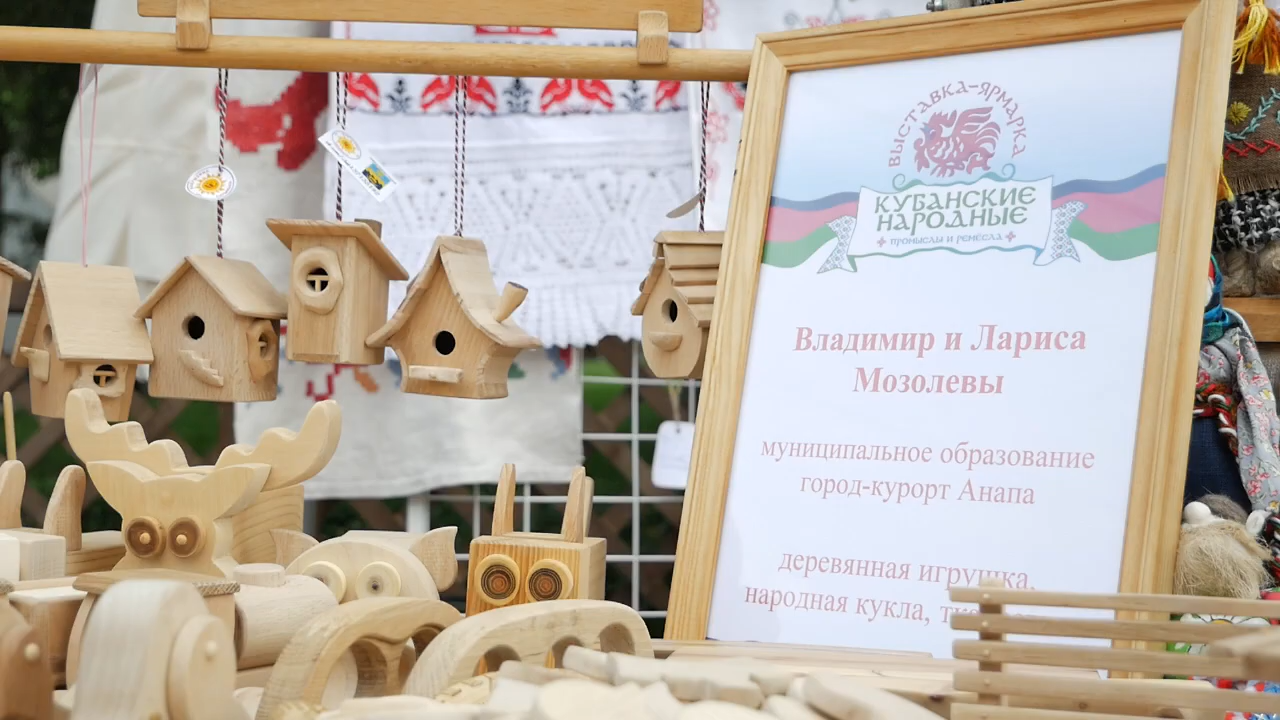 ВЫСТАВКА-ЯРМАРКА
КУБАНСКИЕ
НАРОДНЫЕ
ПРОМЫСЛЫ И РЕМЁСЛА
Владимир и Лариса
Мозолевы
муниципальное образование
город-курорт Анапа
деревянная игрушка,
народная кукла,